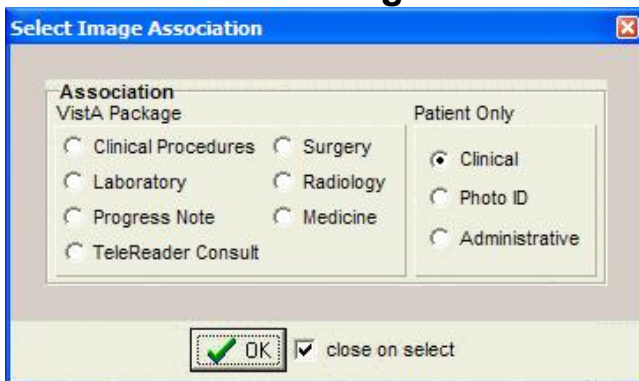 Select Image Association
Association
VistA Package
Patient Only
Clinical Procedures
Surgery
Clinical
Laboratory
Radiology
Photo ID
Progress Note
Medicine
Administrative
TeleReader Consult
OK
close on select